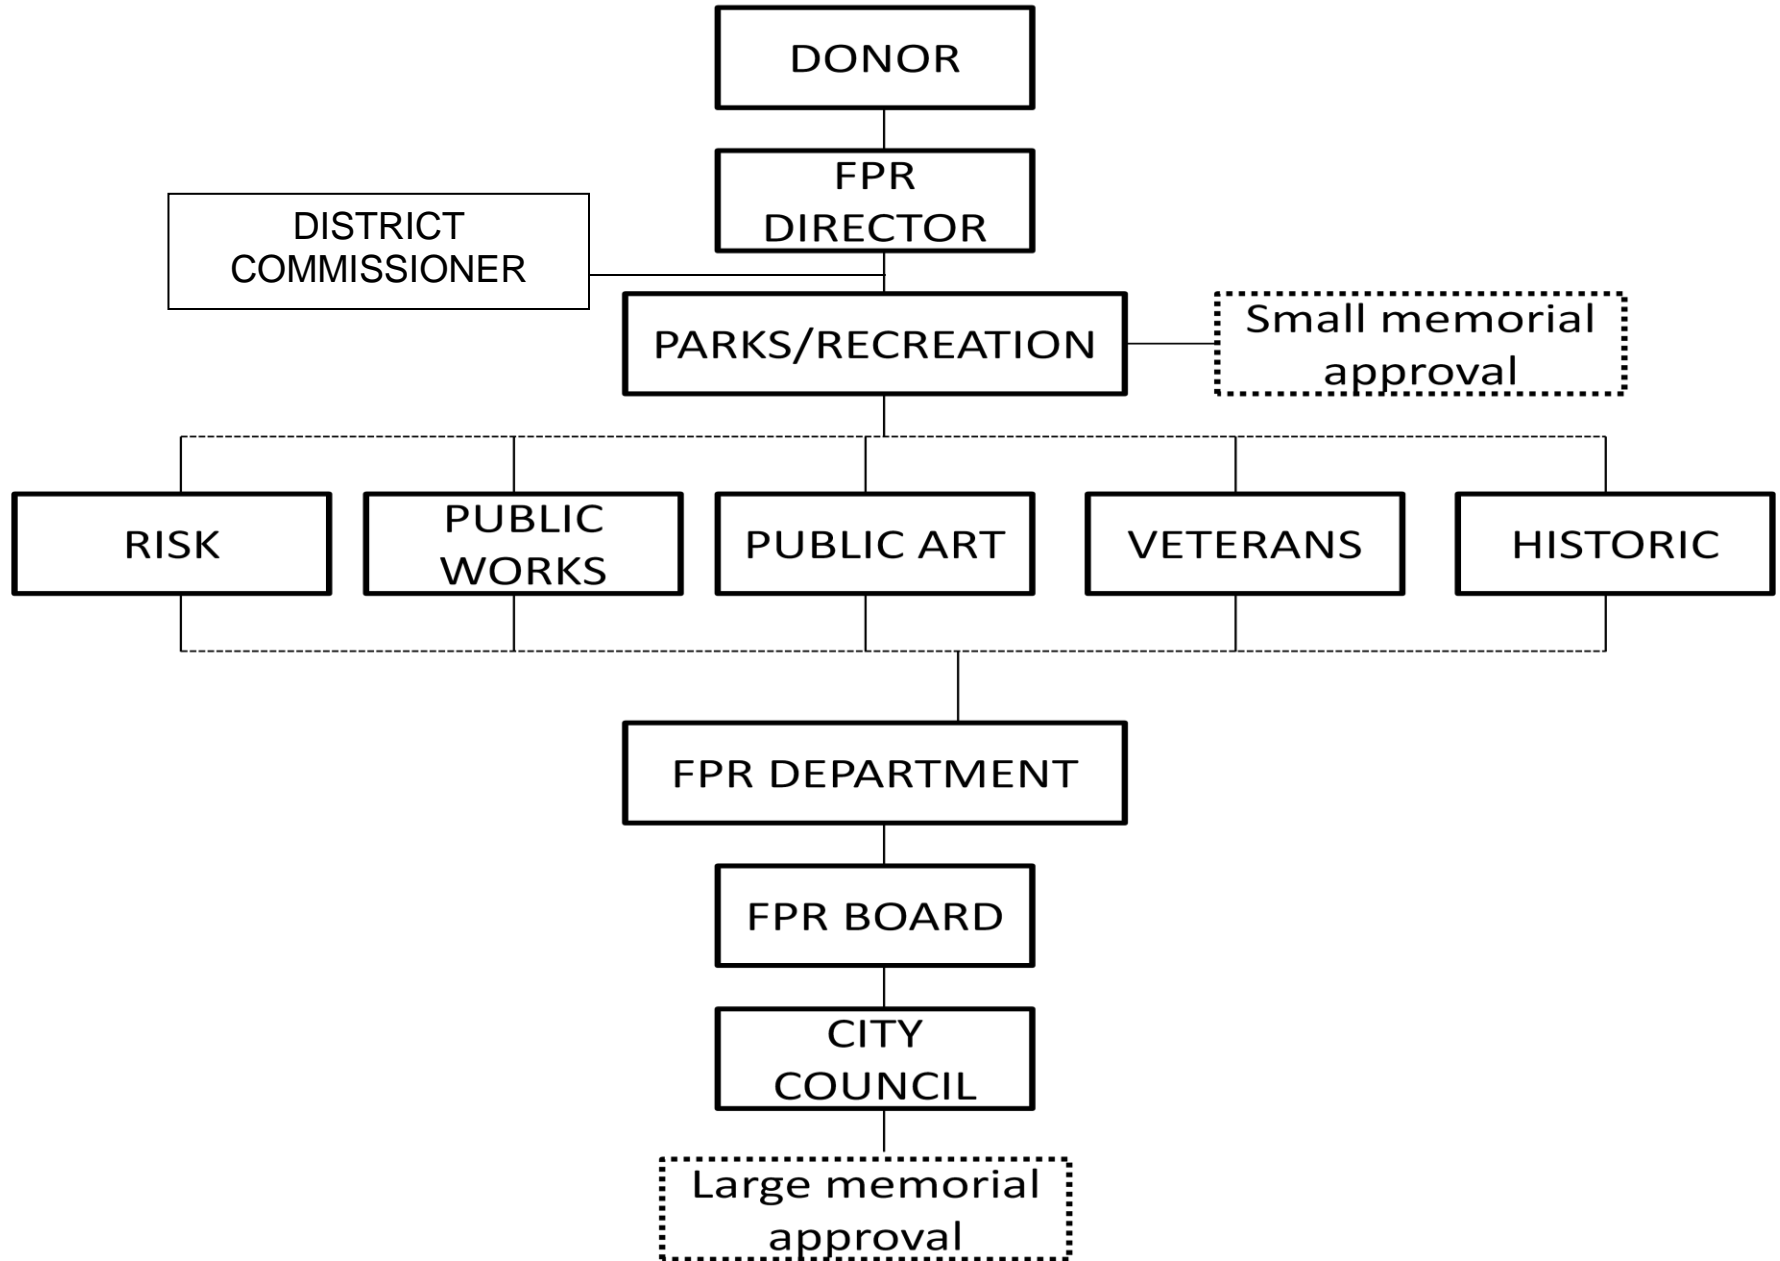 DONOR
FPR
DIRECTOR
DISTRICT
COMMISSIONER
PARKS/RECREATION
Small memorial
approval
RISK
PUBLIC
WORKS
PUBLIC ART
VETERANS
HISTORIC
FPR DEPARTMENT
FPR BOARD
CITY
COUNCIL
Large memorial
approval